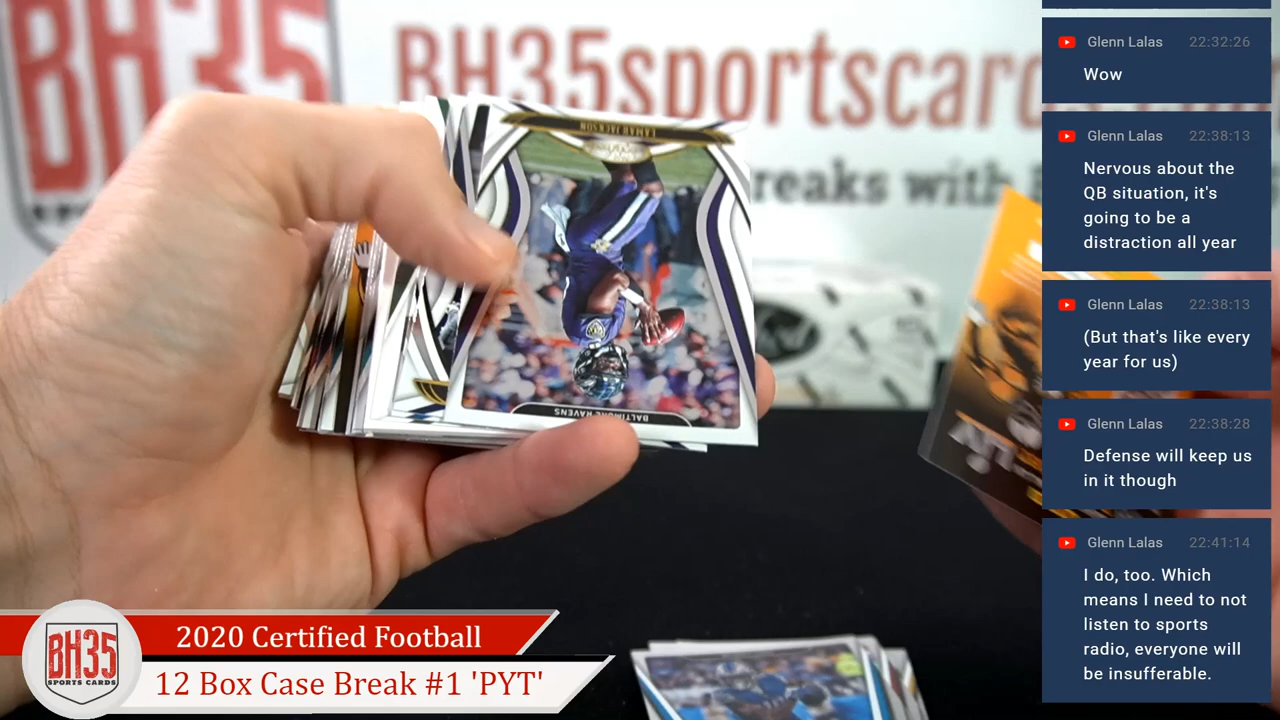 BH35
BH35sportscards.com
reaks with
LAMAR JACKSON
BALTIMORE RAVENS
Glenn Lalas 22:32:26
Wow
Glenn Lalas 22:38:13
Nervous about the
QB situation, it's
going to be a
distraction all year
Glenn Lalas 22:38:13
(But that's like every
year for us)
Glenn Lalas 22:38:28
Defense will keep us
in it though
Glenn Lalas 22:41:14
I do, too. Which
means I need to not
listen to sports
radio, everyone will
be insufferable.
BH35
SPORTS CARDS
2020 Certified Football
12 Box Case Break #1 'PYT'